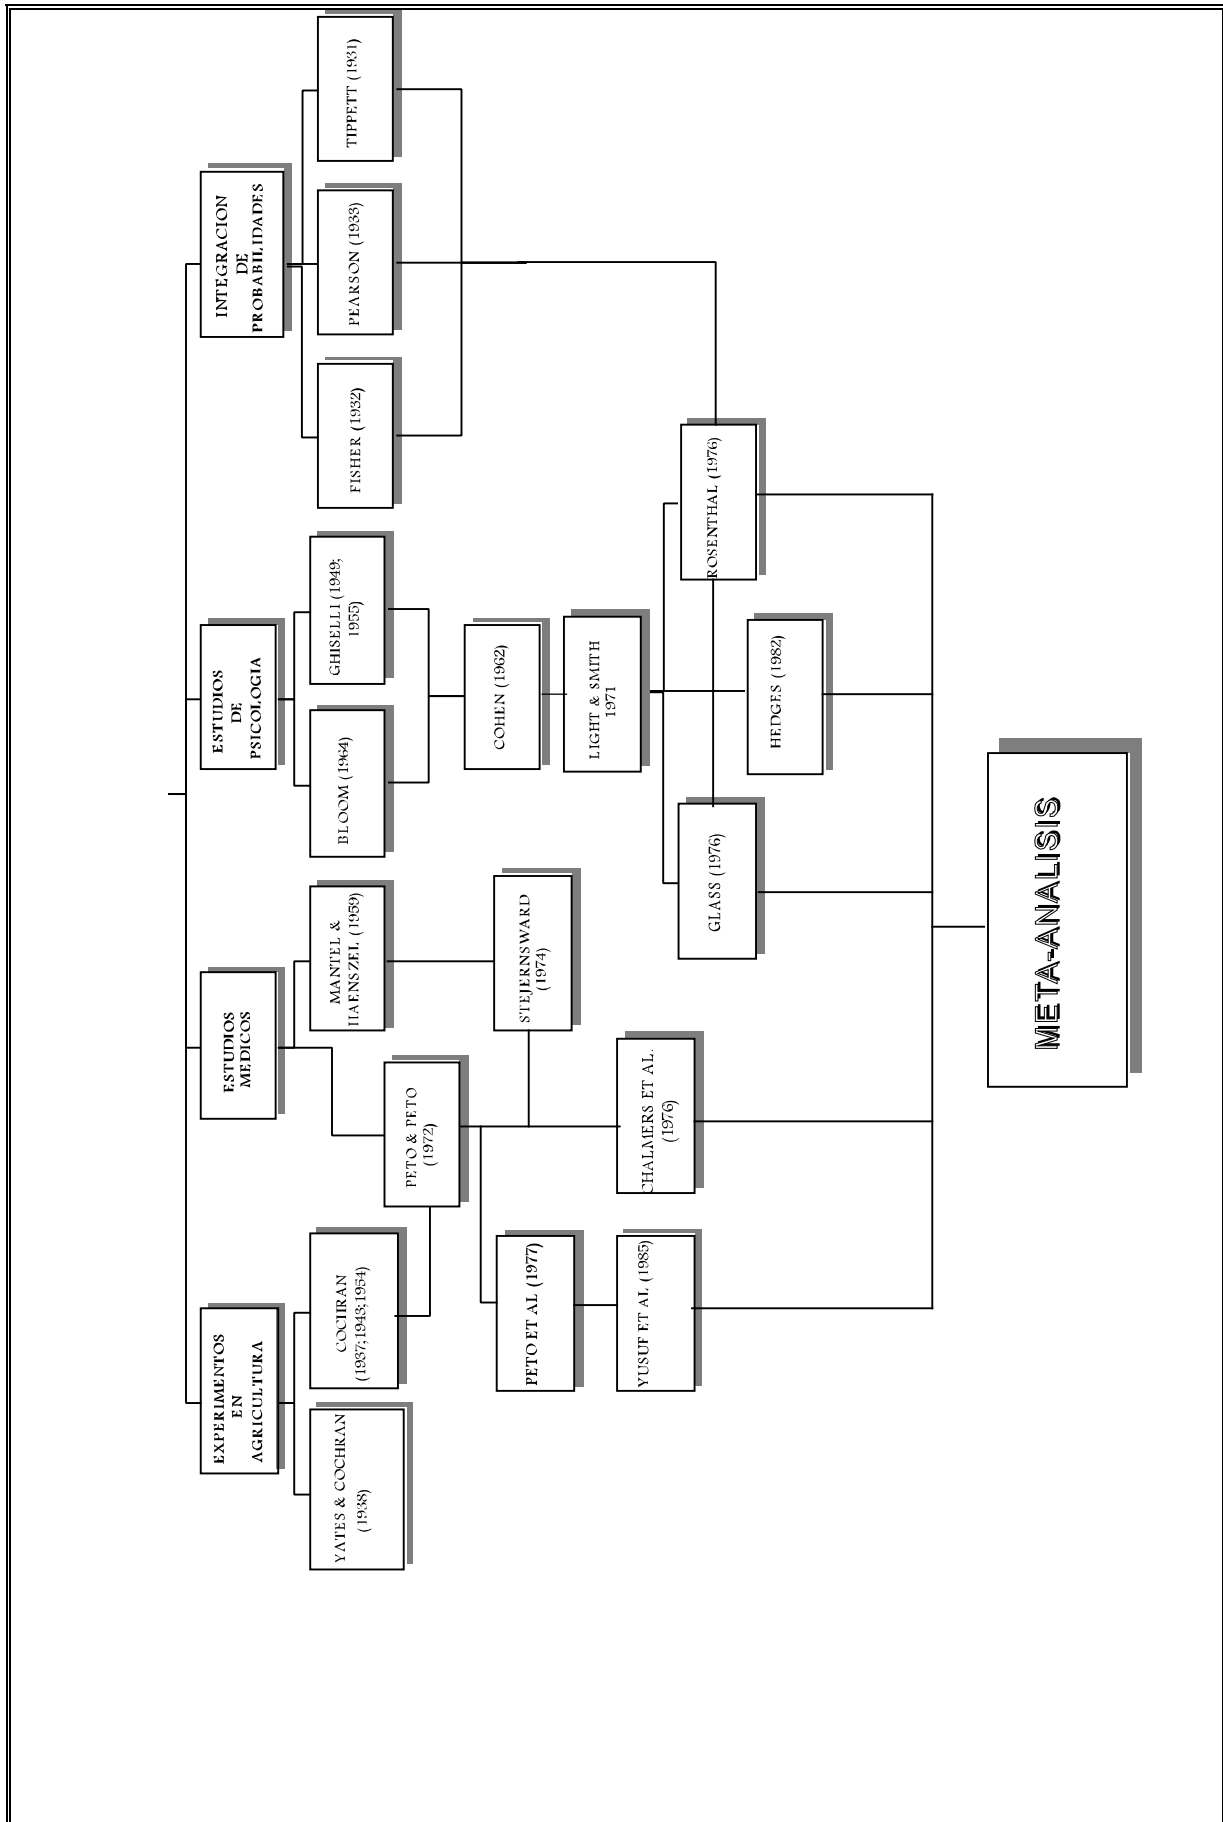 EXPERIMENTOS
EN
AGRICULTURA
ESTUDIOS
MEDICOS
ESTUDIOS
DE
PSICOLOGIA
INTEGRACION
DE
PROBABILIDADES
YATES & COCHRAN
(1938)
COCHRAN
(1937;1943;1954)
MANTEL &
HAENSZEL (1959)
BLOOM (1964)
GHISELLI (1949;
1955)
FISHER (1932)
PEARSON (1933)
TIPPETT (1931)
PETO & PETO
(1972)
COHEN (1962)
PETO ET AL (1977)
STEJERNSWARD
(1974)
LIGHT & SMITH
1971
YUSUF ET AL (1985)
CHALMERS ET AL.
(1976)
GLASS (1976)
ROSENTHAL (1976)
HEDGES (1982)
META-ANALISIS